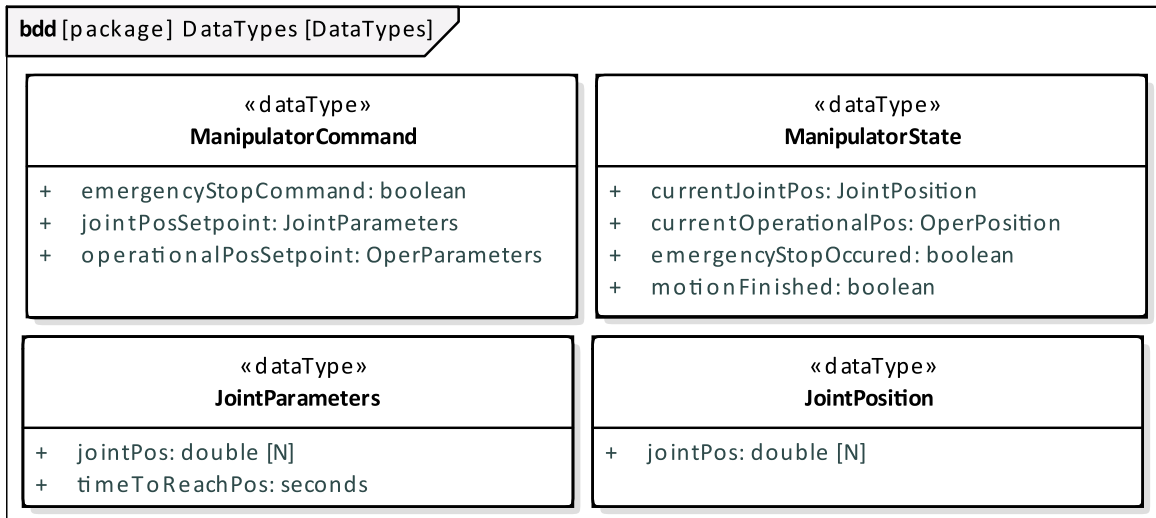 bdd [package] DataTypes [DataTypes]
«dataType»
ManipulatorCommand
+ emergencyStopCommand: boolean
+ jointPosSetpoint: JointParameters
+ operationalPosSetpoint: OperParameters
«dataType»
ManipulatorState
+ currentJointPos: JointPosition
+ currentOperationalPos: OperPosition
+ emergencyStopOccured: boolean
+ motionFinished: boolean
«dataType»
JointParameters
+ jointPos: double [N]
+ timeToReachPos: seconds
«dataType»
JointPosition
+ jointPos: double [N]